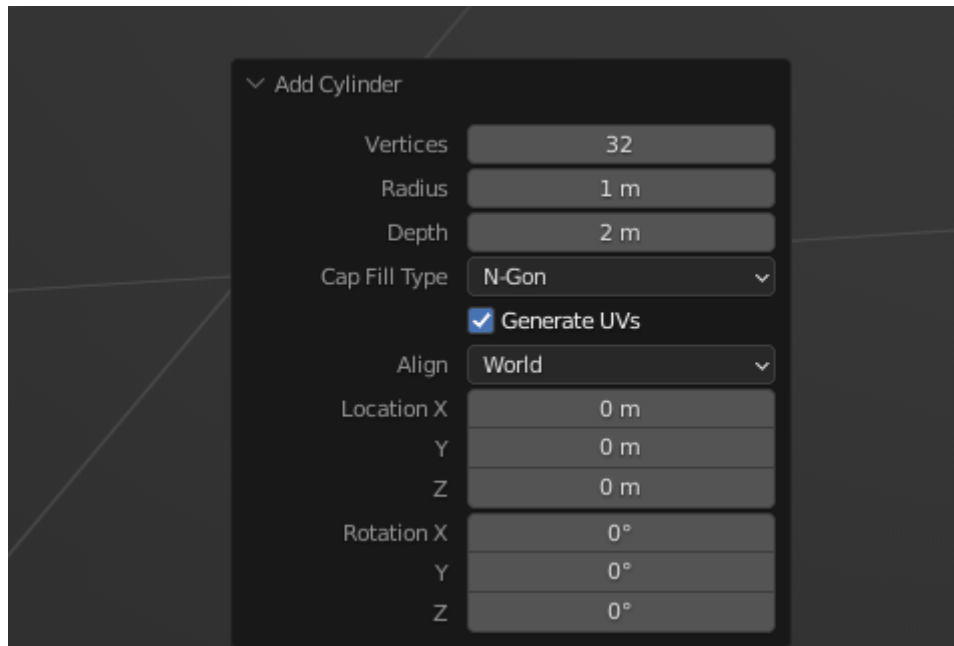 Add Cylinder
Vertices 32
Radius 1 m
Depth 2 m
Cap Fill Type N-Gon
Generate UVs
Align World
Location X 0 m
Y 0 m
Z 0 m
Rotation X 0°
Y 0°
Z 0°